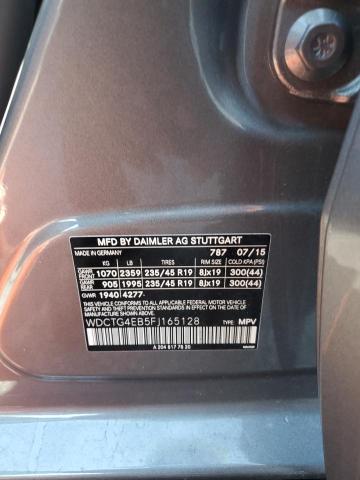 MFD BY DAIMLER AG STUTTGART
MADE IN GERMANY 787 07/15
KG LB TIRES RIM SIZE COLD KPA (PSI)
GAWR FRONT 1070 2359 235/45 R19 8Jx19 300(44)
GAWR REAR 905 1995 235/45 R19 8Jx19 300(44)
GVWR 1940 4277
THIS VEHICLE CONFORMS TO ALL APPLICABLE FEDERAL MOTOR VEHICLE
SAFETY AND THEFT PREVENTION STANDARDS IN EFFECT ON THE DATE
OF MANUFACTURE SHOWN ABOVE.
WDCTG4EB5FJ165128 TYPE: MPV
A 204 817 78 20